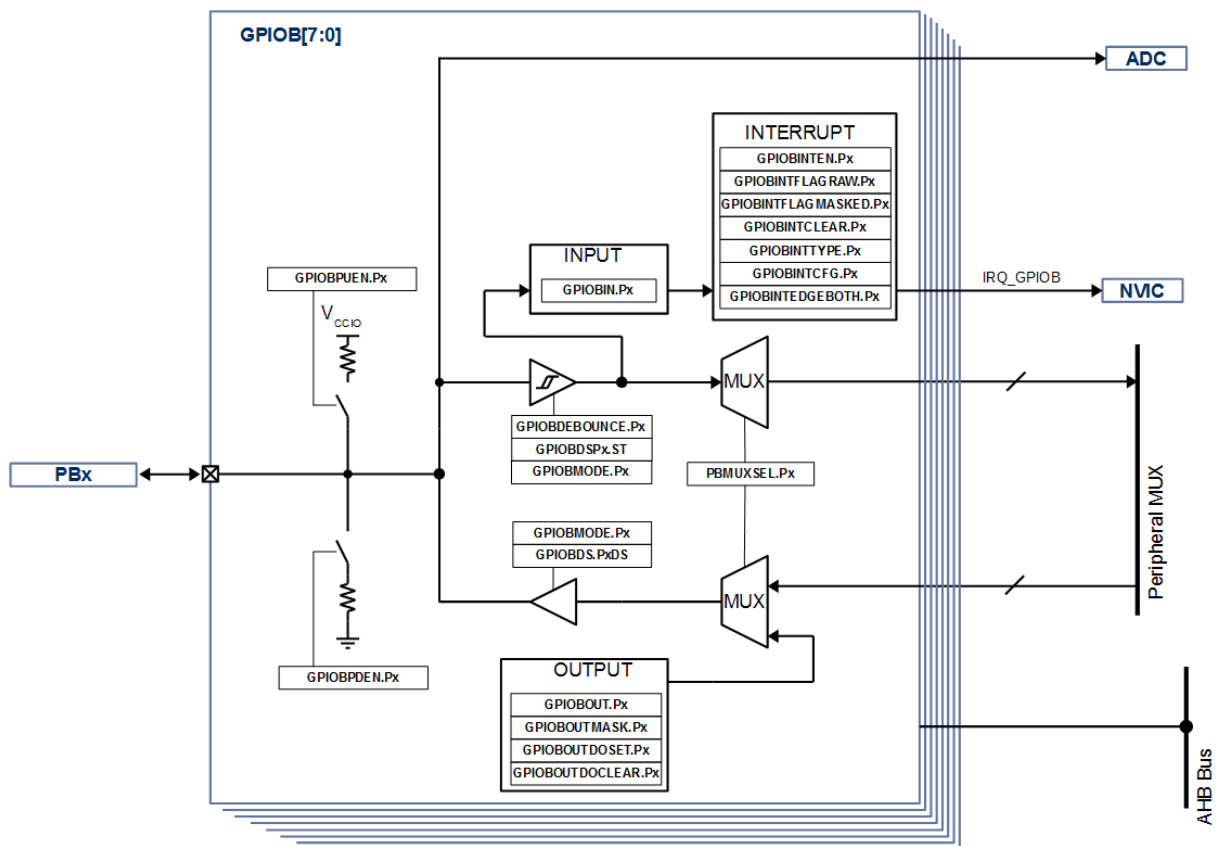 GPIOB[7:0]
ADC
INTERRUPT
GPIOBINTEN.Px
GPIOBINTFLAGRAW.Px
GPIOBINTFLAGMASKED.Px
GPIOBINTCLEAR.Px
GPIOBINTTYPE.Px
GPIOBINTCFG.Px
GPIOBINTEDGEBOTH.Px
INPUT
GPIOBIN.Px
IRQ_GPIOB
NVIC
GPIOBPUEN.Px
VCCIO
MUX
GPIOBDEBOUNCE.Px
GPIOBDSPx.ST
GPIOBMODE.Px
PBMUXSEL.Px
PBx
Peripheral MUX
GPIOBMODE.Px
GPIOBDS.PxDS
MUX
GPIOBPDEN.Px
OUTPUT
GPIOBOUT.Px
GPIOBOUTMASK.Px
GPIOBOUTDOSET.Px
GPIOBOUTDOCLEAR.Px
AHB Bus